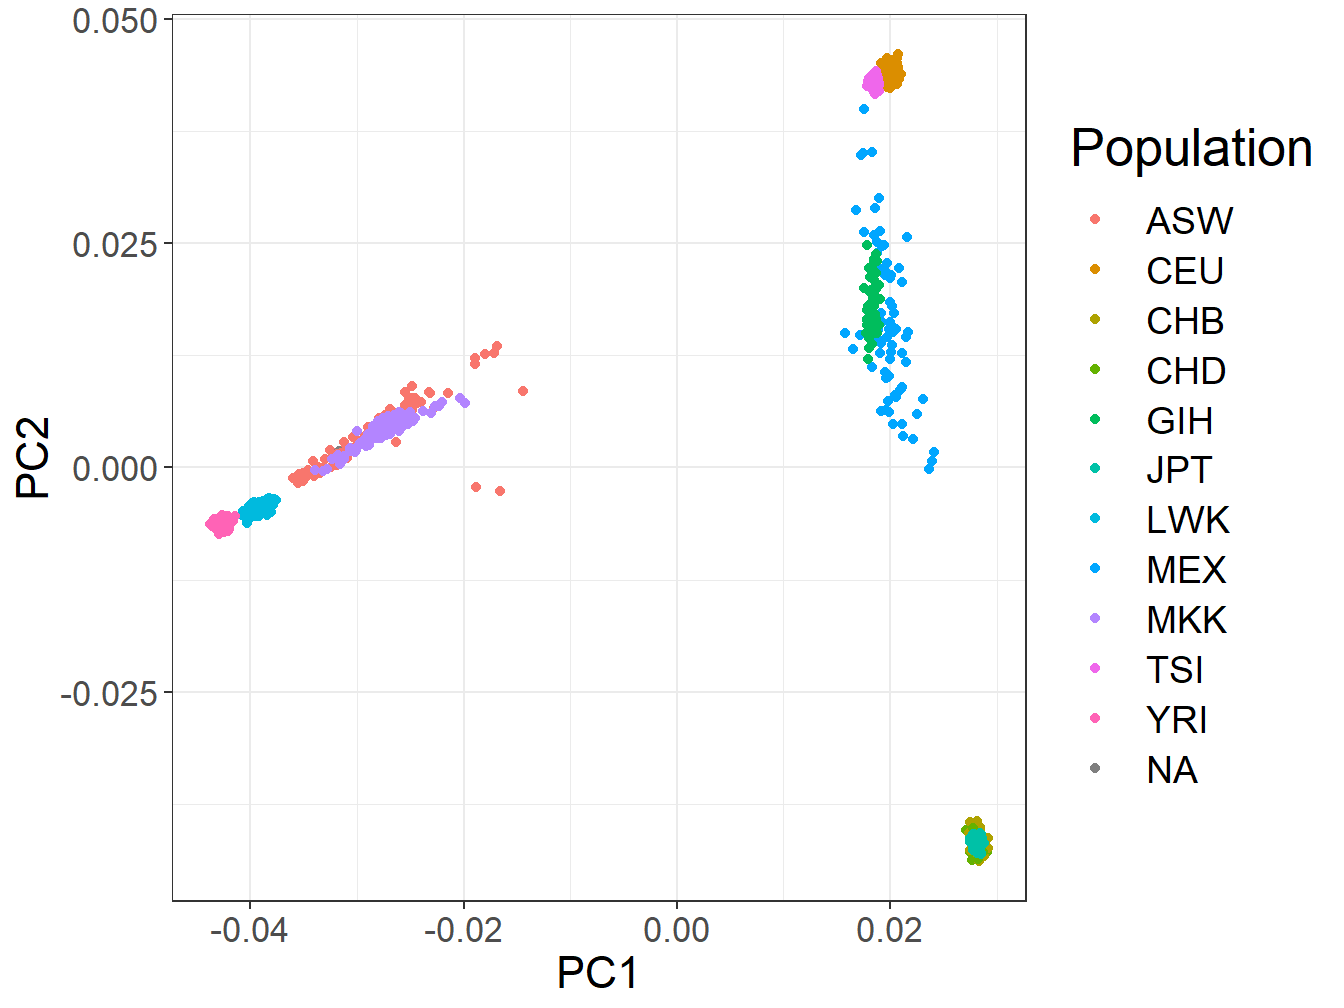 0.050
0.025
0.000
-0.025
PC2
-0.04
-0.02
0.00
0.02
PC1
Population
ASW
CEU
CHB
CHD
GIH
JPT
LWK
MEX
MKK
TSI
YRI
NA